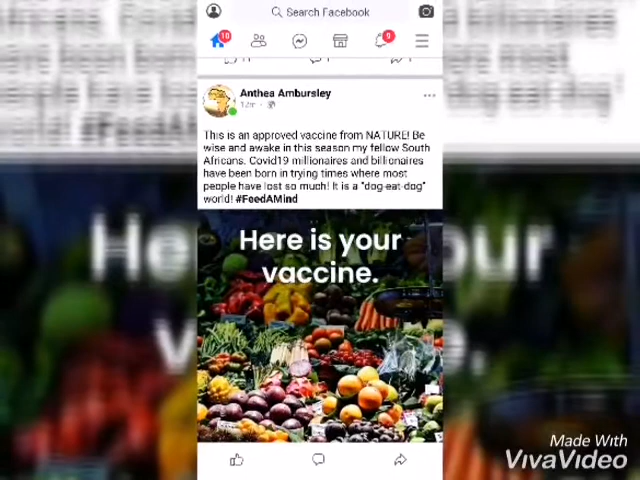 Search Facebook
10
9
Anthea Ambursley
12m
This is an approved vaccine from NATURE! Be
wise and awake in this season my fellow South
Africans. Covid19 millionaires and billionaires
have been born in trying times where most
people have lost so much! It is a "dog-eat-dog"
world! #FeedAMind
Here is your
vaccine.
Made With
VivaVideo